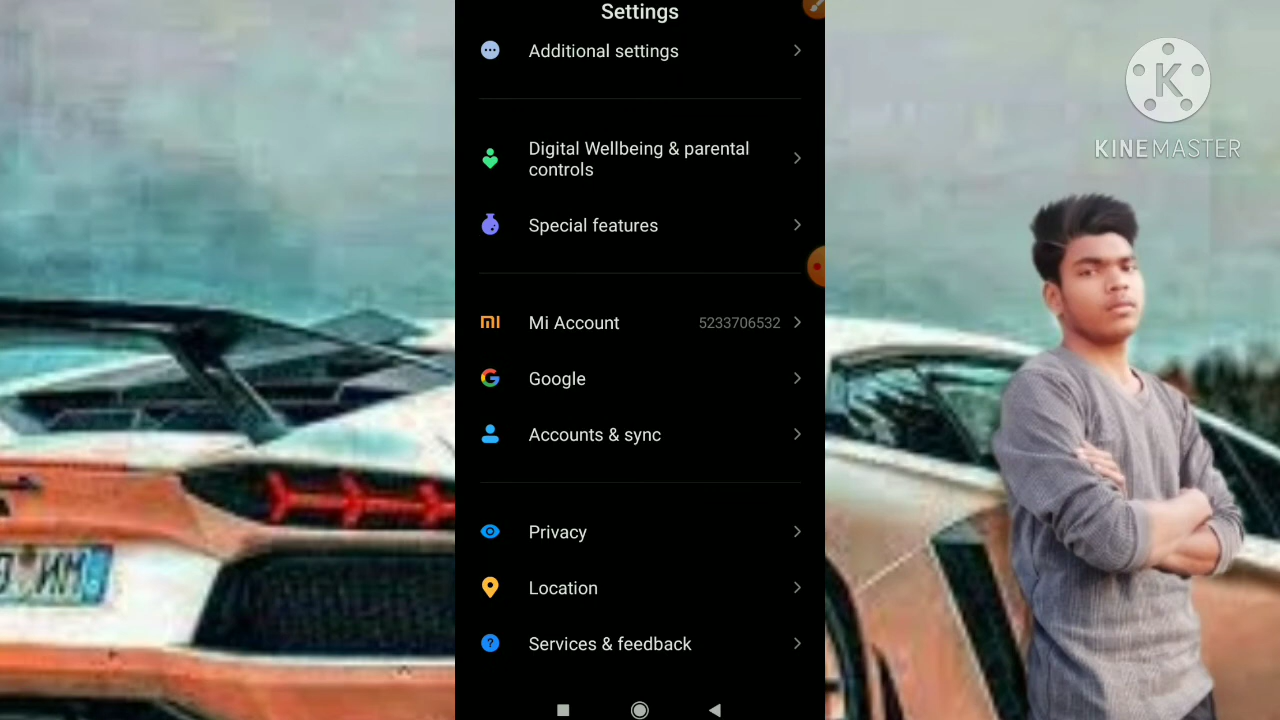 Settings
Additional settings
Digital Wellbeing & parental
controls
Special features
Mi Account 5233706532
Google
Accounts & sync
Privacy
Location
Services & feedback
K
KINEMASTER